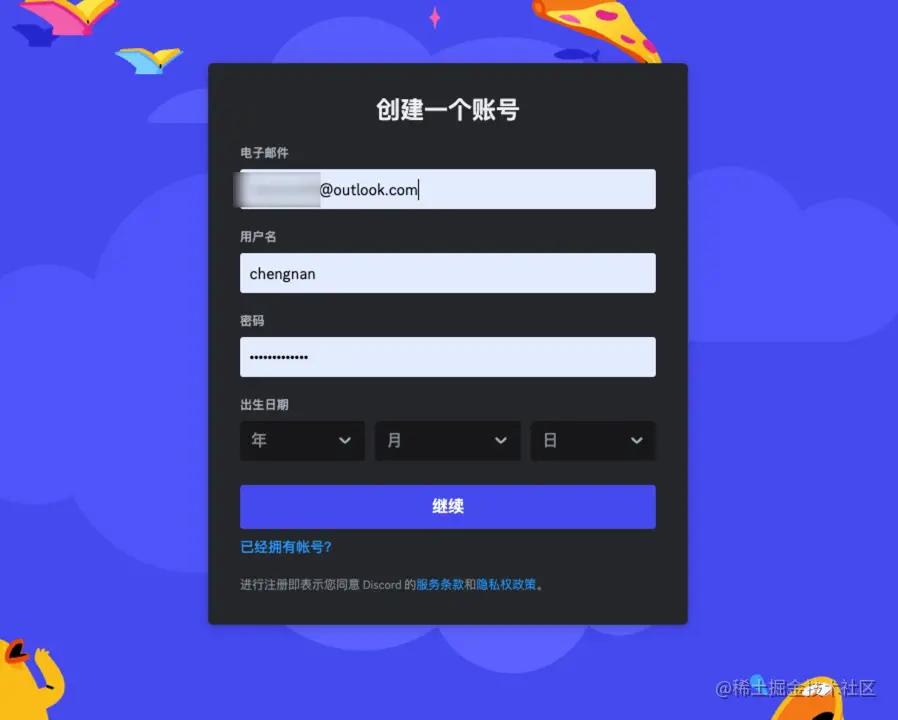 创建一个账号
电子邮件
@outlook.com
用户名
chengnan
密码
•••••••••••••
出生日期
年 月 日
继续
已经拥有帐号?
进行注册即表示您同意 Discord 的服务条款和隐私权政策。
@稀土掘金技术社区